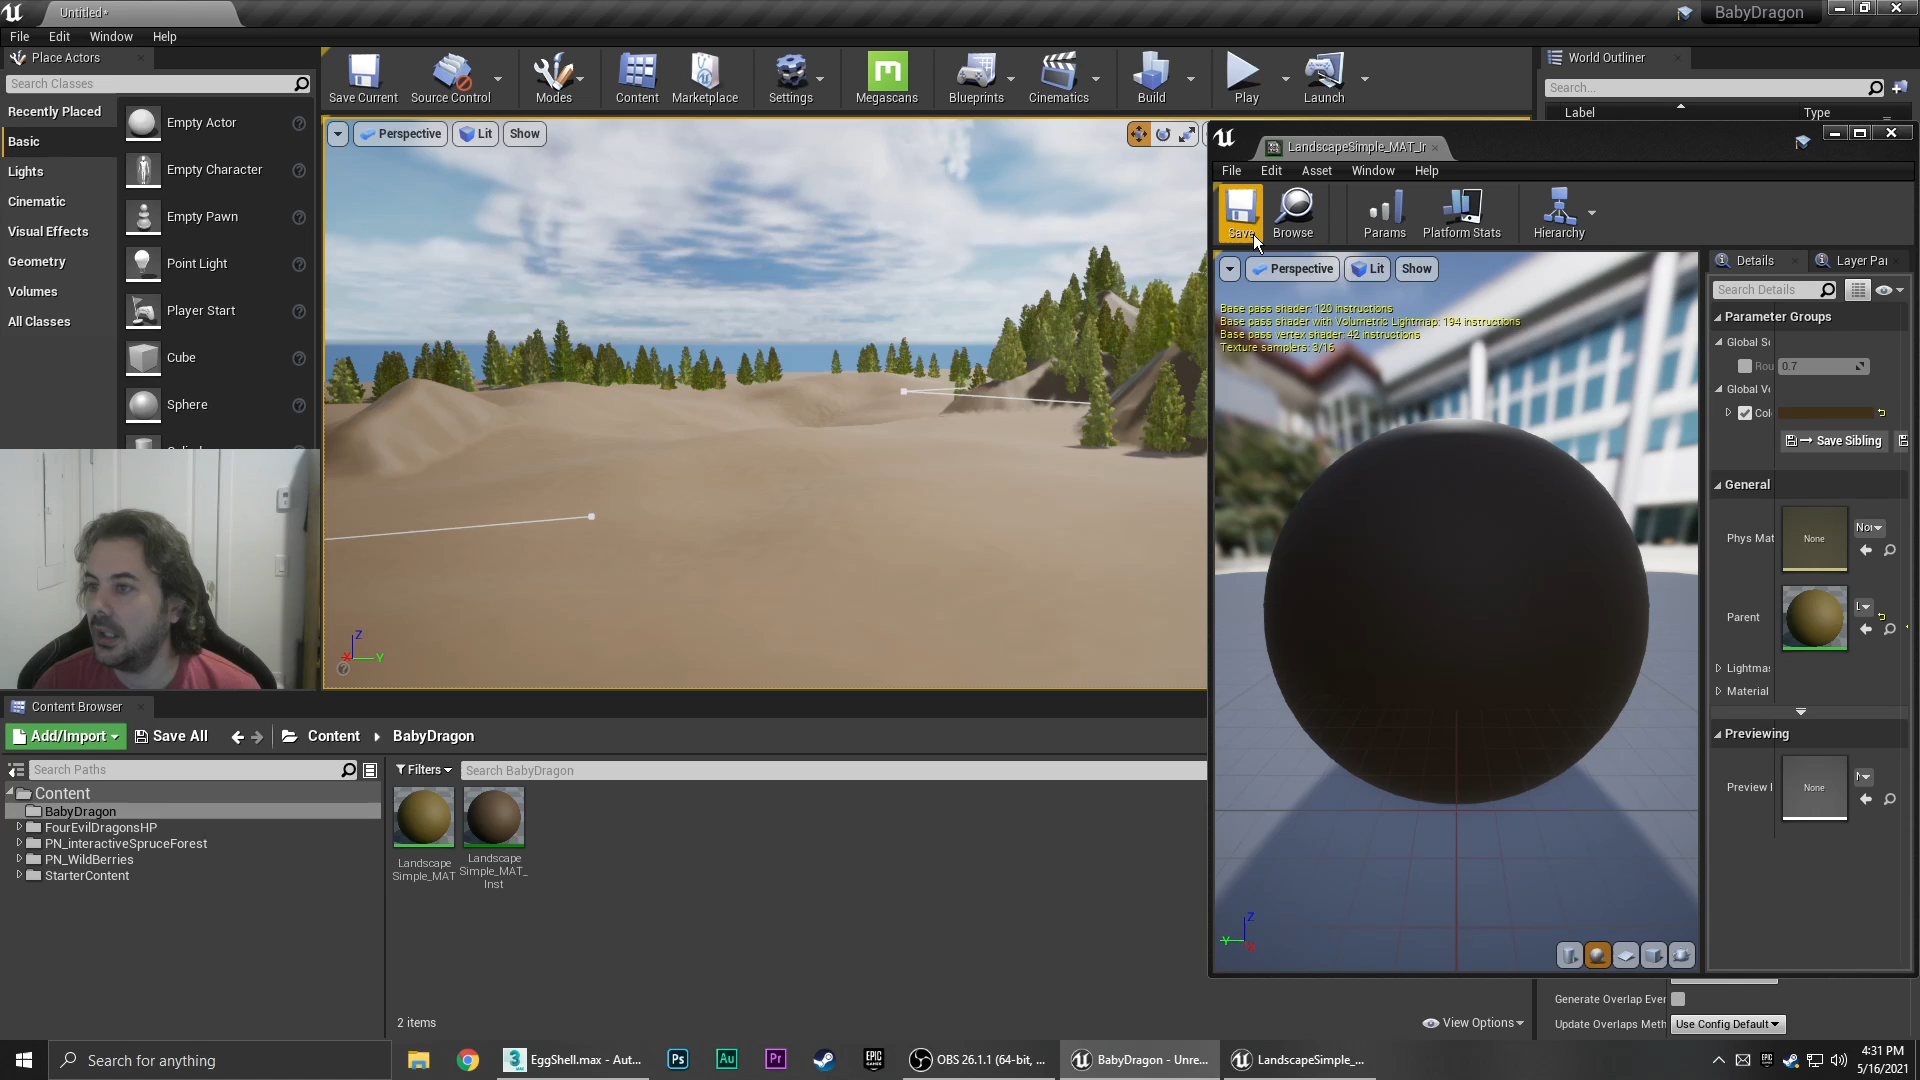 Untitled*
BabyDragon
File Edit Window Help
Place Actors
Search Classes
Recently Placed
Basic
Lights
Cinematic
Visual Effects
Geometry
Volumes
All Classes
Empty Actor
Empty Character
Empty Pawn
Point Light
Player Start
Cube
Sphere
Save Current
Source Control
Modes
Content
Marketplace
Settings
Megascans
Blueprints
Cinematics
Build
Play
Launch
Perspective Lit Show
World Outliner
Search...
Label Type
LandscapeSimple_MAT_Ir
File Edit Asset Window Help
Save Browse Params Platform Stats Hierarchy
Perspective Lit Show
Base pass shader: 120 instructions
Base pass shader with Volumetric Lightmap: 194 instructions
Base pass vertex shader: 42 instructions
Texture samplers: 3/16
Details Layer Par
Search Details
Parameter Groups
Global Sc
Rou 0.7
Global Ve
Col
Save Sibling
General
Phys Mat None Nor
Parent L
Lightmas
Material
Previewing
Preview None
Z
Y
X
Z
Y
X
Content Browser
Add/Import Save All Content BabyDragon
Search Paths
Filters Search BabyDragon
Content
BabyDragon
FourEvilDragonsHP
PN_interactiveSpruceForest
PN_WildBerries
StarterContent
Landscape
Simple_MAT
Landscape
Simple_MAT_
Inst
2 items
View Options
Generate Overlap Ever
Update Overlaps Meth Use Config Default
Search for anything
EggShell.max - Aut...
Ps
Au
Pr
EPIC
GAMES
OBS 26.1.1 (64-bit, ...
BabyDragon - Unre...
LandscapeSimple_...
4:31 PM
5/16/2021